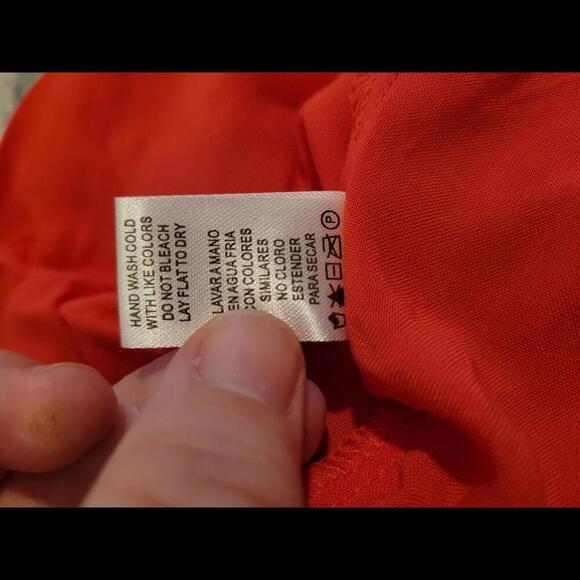 HAND WASH COLD
WITH LIKE COLORS
DO NOT BLEACH
LAY FLAT TO DRY
LAVAR A MANO
EN AGUA FRIA
CON COLORES
SIMILARES
NO CLORO
ESTENDER
PARA SECAR
P